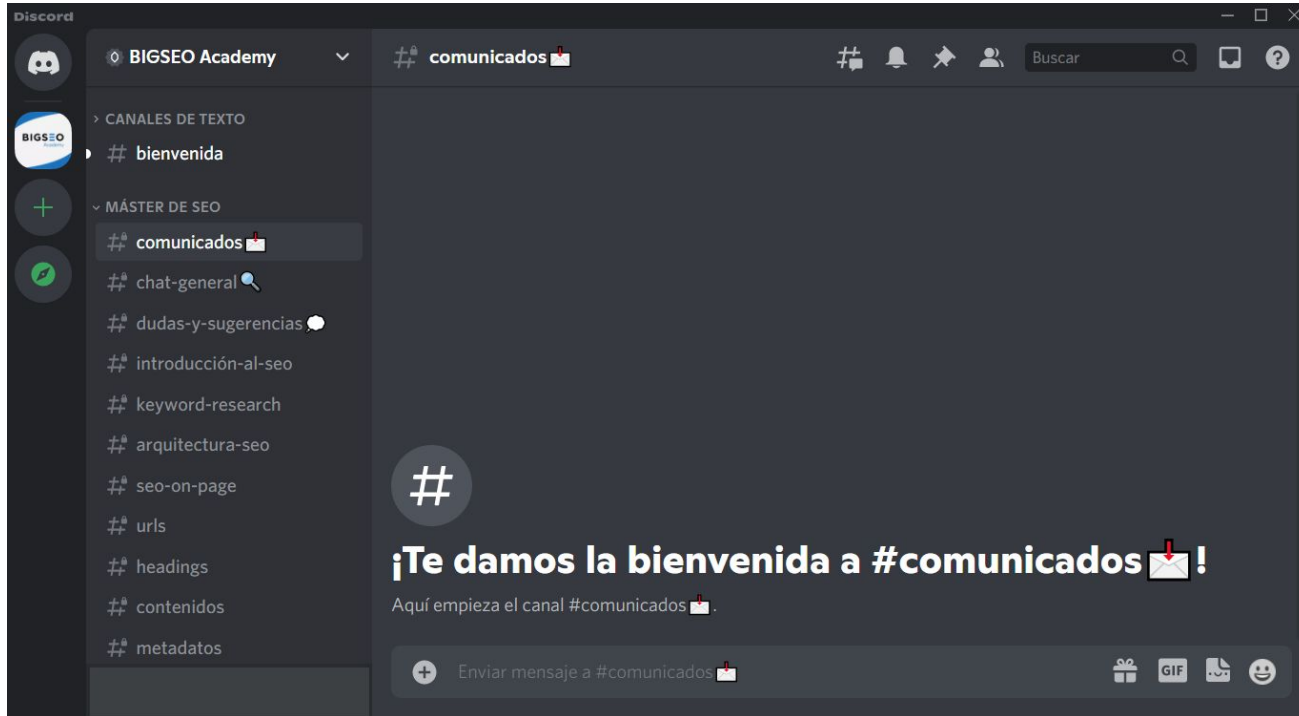 Discord
BIGSEO Academy
comunicados
Buscar
BIGSEO
Academy
CANALES DE TEXTO
bienvenida
MÁSTER DE SEO
comunicados
chat-general
dudas-y-sugerencias
introducción-al-seo
keyword-research
arquitectura-seo
seo-on-page
urls
headings
contenidos
metadatos
#
¡Te damos la bienvenida a #comunicados📩!
Aquí empieza el canal #comunicados📩.
Enviar mensaje a #comunicados📩
GIF